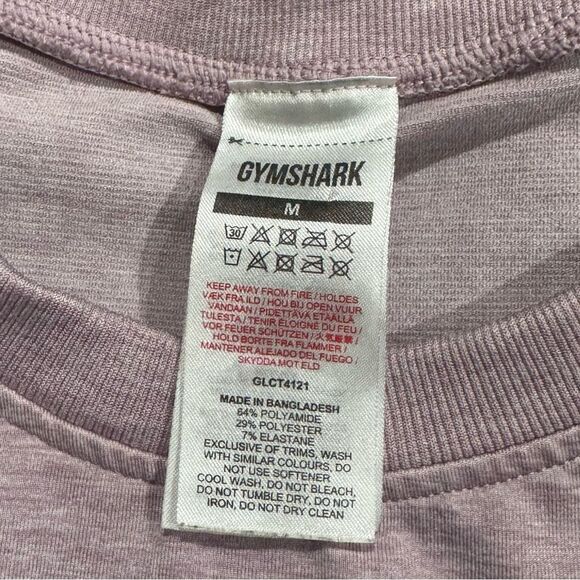 GYMSHARK
M
30
KEEP AWAY FROM FIRE / HOLDES
VÆK FRA ILD / HOU BIJ OPEN VUUR
VANDAAN / PIDETTÄVÄ ETÄÄLLÄ
TULESTA / TENIR ÉLOIGNÉ DU FEU /
VOR FEUER SCHÜTZEN / 火気厳禁 /
HOLD BORTE FRA FLAMMER /
MANTENER ALEJADO DEL FUEGO /
SKYDDA MOT ELD
GLCT4121
MADE IN BANGLADESH
64% POLYAMIDE
29% POLYESTER
7% ELASTANE
EXCLUSIVE OF TRIMS, WASH
WITH SIMILAR COLOURS, DO
NOT USE SOFTENER
COOL WASH, DO NOT BLEACH,
DO NOT TUMBLE DRY, DO NOT
IRON, DO NOT DRY CLEAN